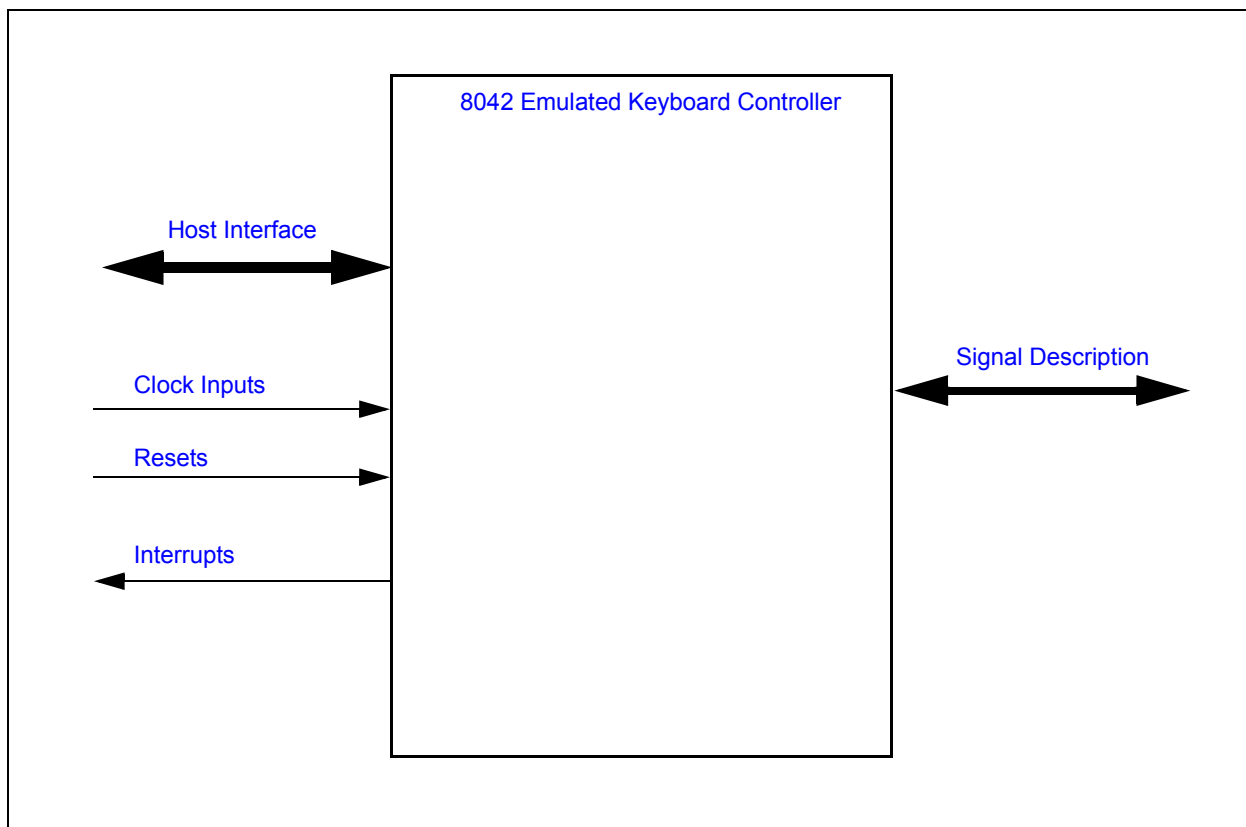 8042 Emulated Keyboard Controller
Host Interface
Clock Inputs
Resets
Interrupts
Signal Description